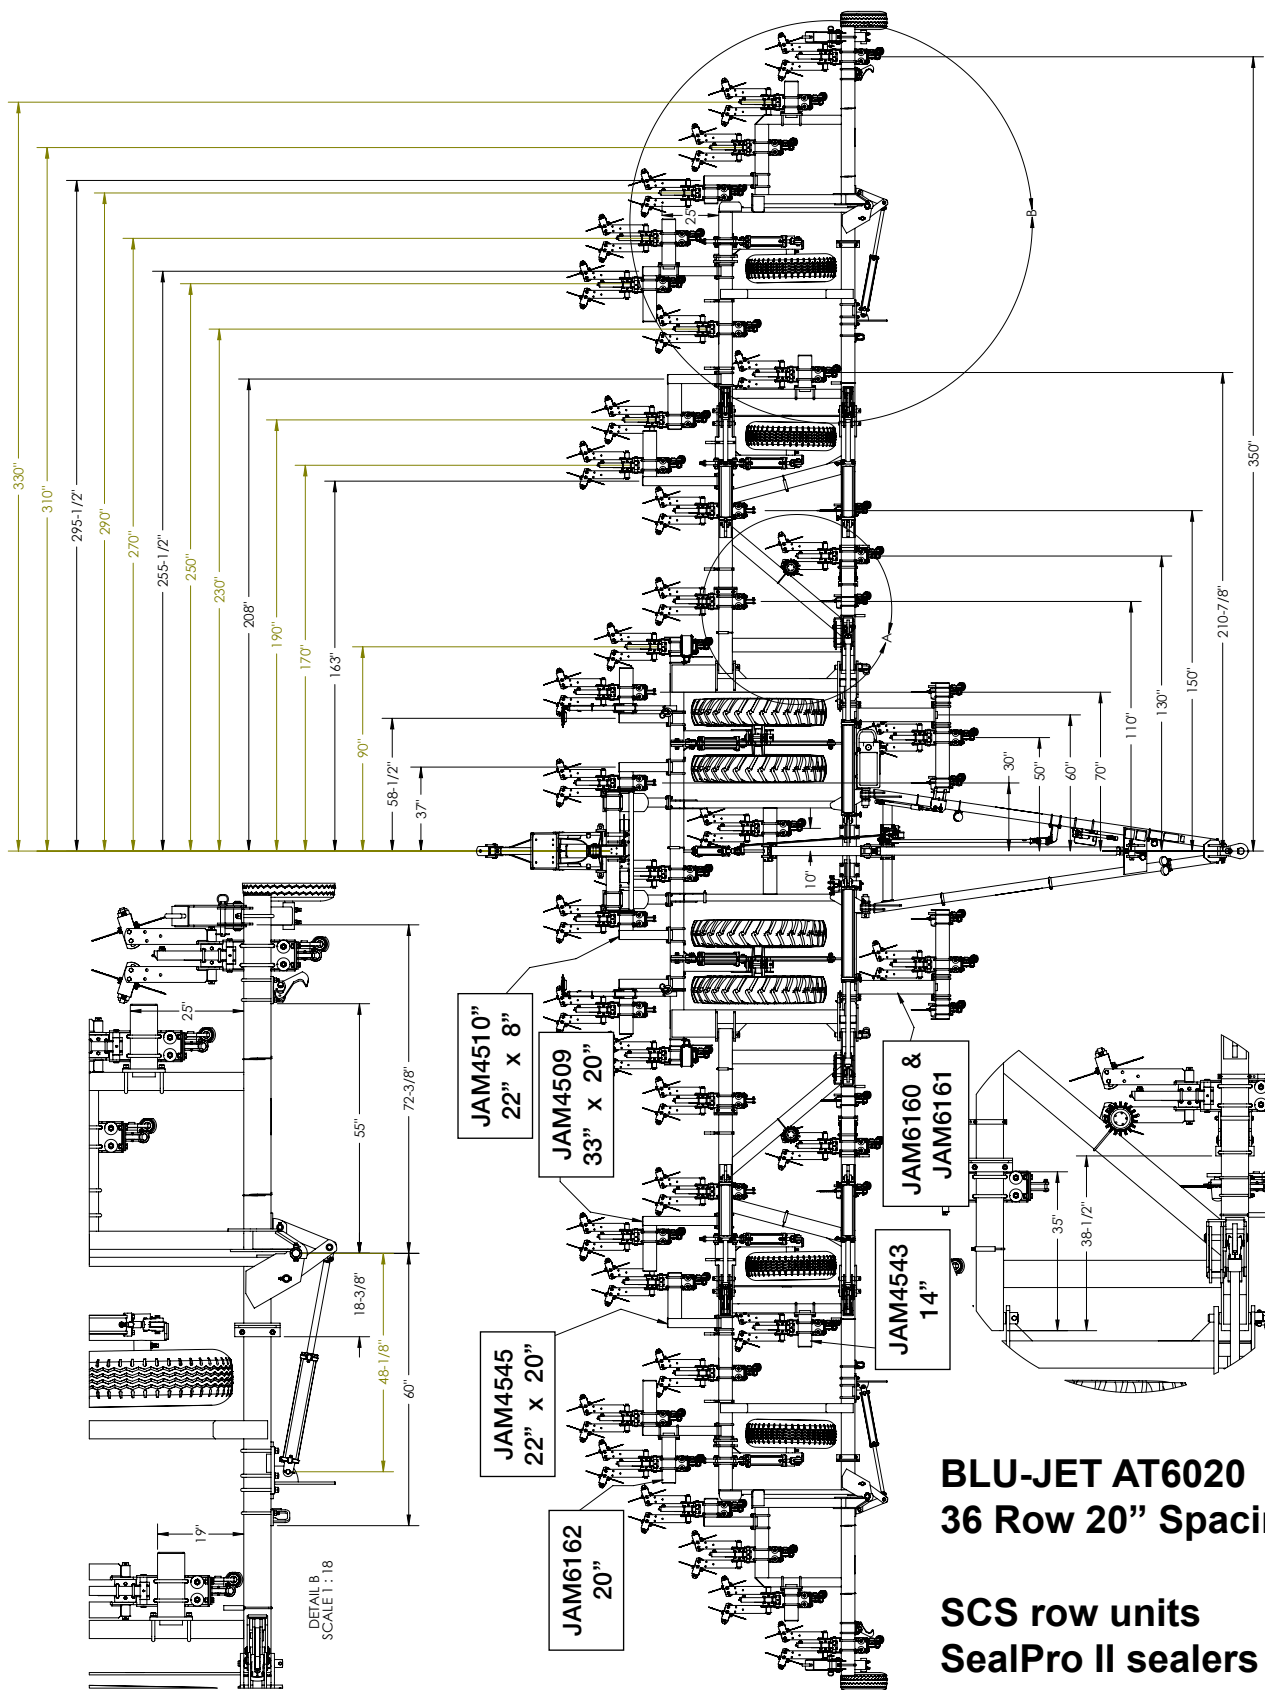 330"
310"
295-1/2"
290"
270"
255-1/2"
250"
230"
208"
190"
170"
163"
90"
58-1/2"
37"
25"
B
A
10"
30"
50"
60"
70"
110"
130"
150"
210-7/8"
350"
25"
55"
72-3/8"
18-3/8"
48-1/8"
60"
19"
DETAIL B
SCALE 1 : 18
JAM4510"
22” x 8”
JAM4509
33” x 20”
JAM6160 &
JAM6161
JAM4543
14”
JAM4545
22” x 20”
JAM6162
20”
35"
38-1/2"
BLU-JET AT6020
36 Row 20” Spacin
SCS row units
SealPro II sealers